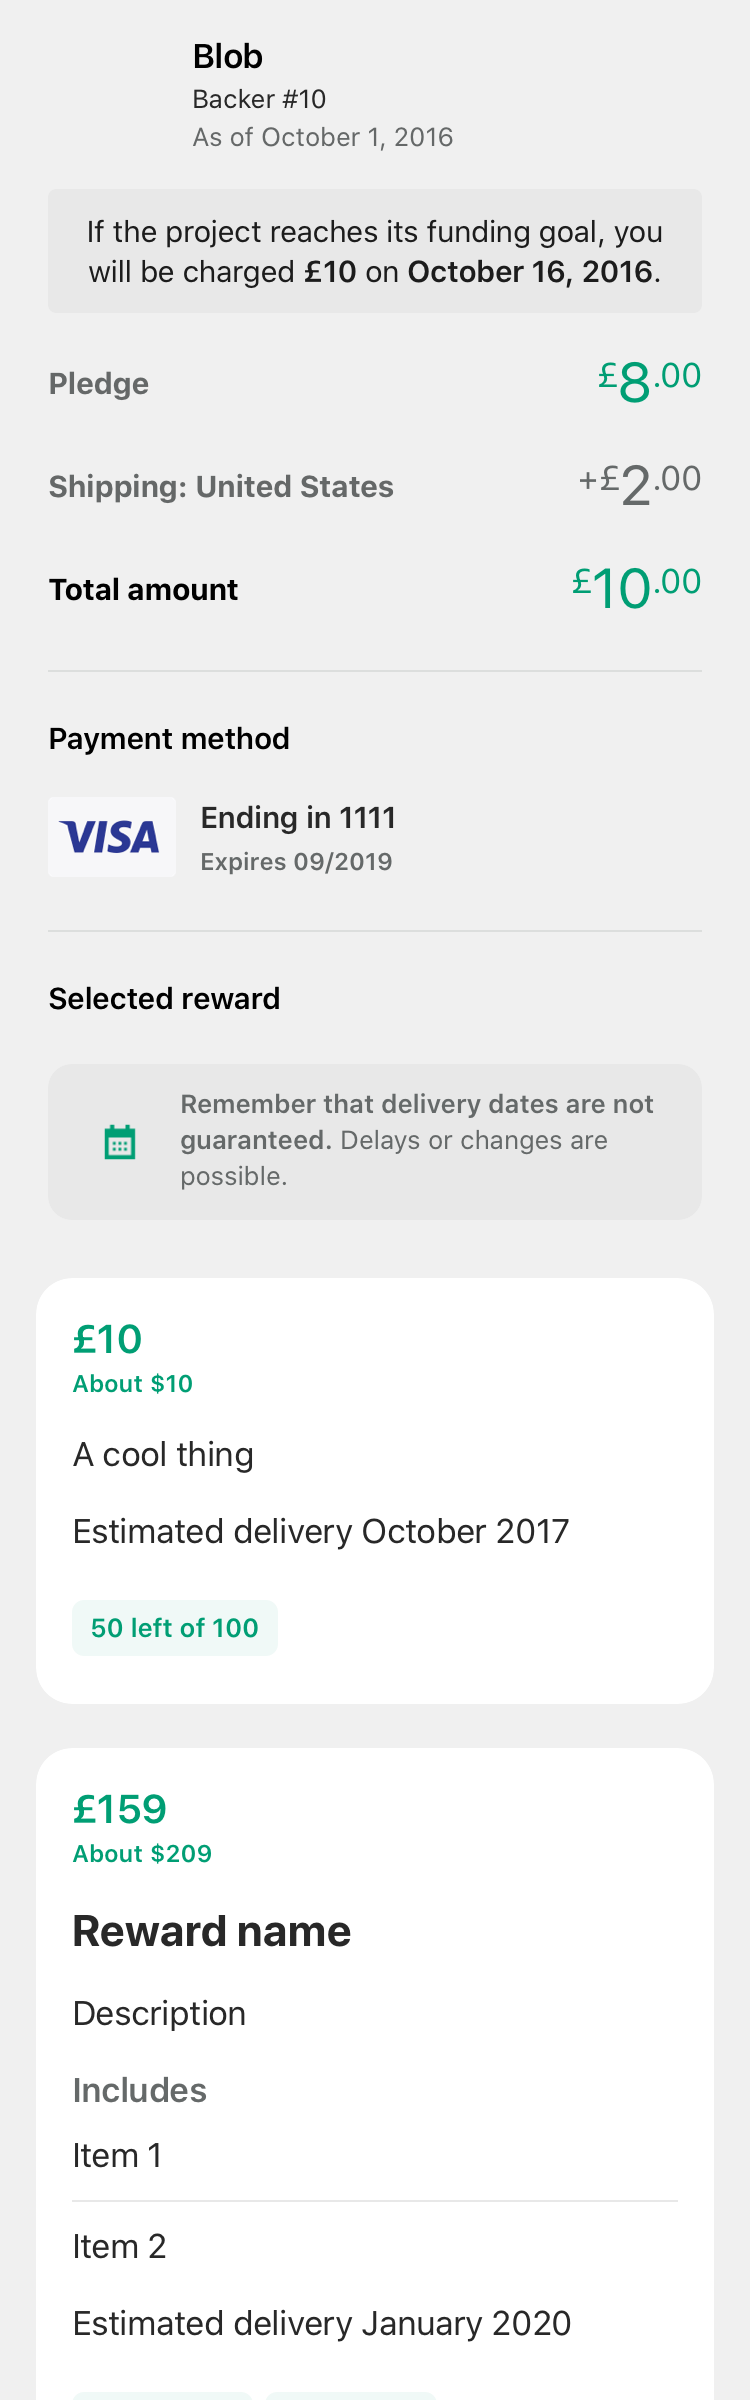 Blob
Backer #10
As of October 1, 2016
If the project reaches its funding goal, you
will be charged £10 on October 16, 2016.
Pledge £8.00
Shipping: United States +£2.00
Total amount £10.00
Payment method
VISA
Ending in 1111
Expires 09/2019
Selected reward
Remember that delivery dates are not
guaranteed. Delays or changes are
possible.
£10
About $10
A cool thing
Estimated delivery October 2017
50 left of 100
£159
About $209
Reward name
Description
Includes
Item 1
Item 2
Estimated delivery January 2020